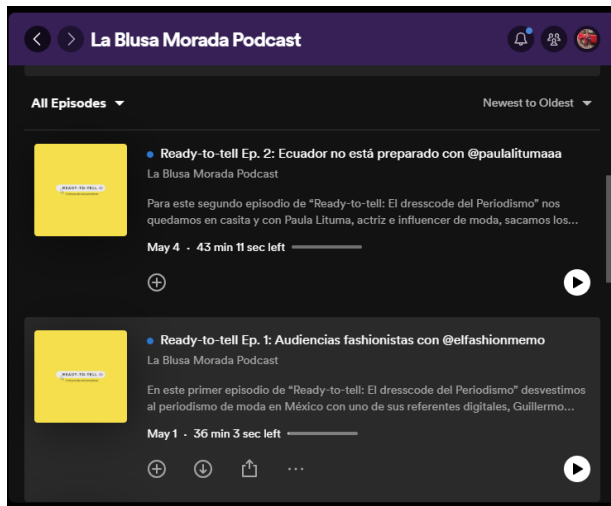 La Blusa Morada Podcast
All Episodes
Newest to Oldest
READY-TO-TELL
Ready-to-tell Ep. 2: Ecuador no está preparado con @paulalitumaaa
La Blusa Morada Podcast
Para este segundo episodio de “Ready-to-tell: El dresscode del Periodismo” nos
quedamos en casita y con Paula Lituma, actriz e influencer de moda, sacamos los...
May 4 · 43 min 11 sec left
READY-TO-TELL
Ready-to-tell Ep. 1: Audiencias fashionistas con @elfashionmemo
La Blusa Morada Podcast
En este primer episodio de “Ready-to-tell: El dresscode del Periodismo” desvestimos
al periodismo de moda en México con uno de sus referentes digitales, Guillermo...
May 1 · 36 min 3 sec left